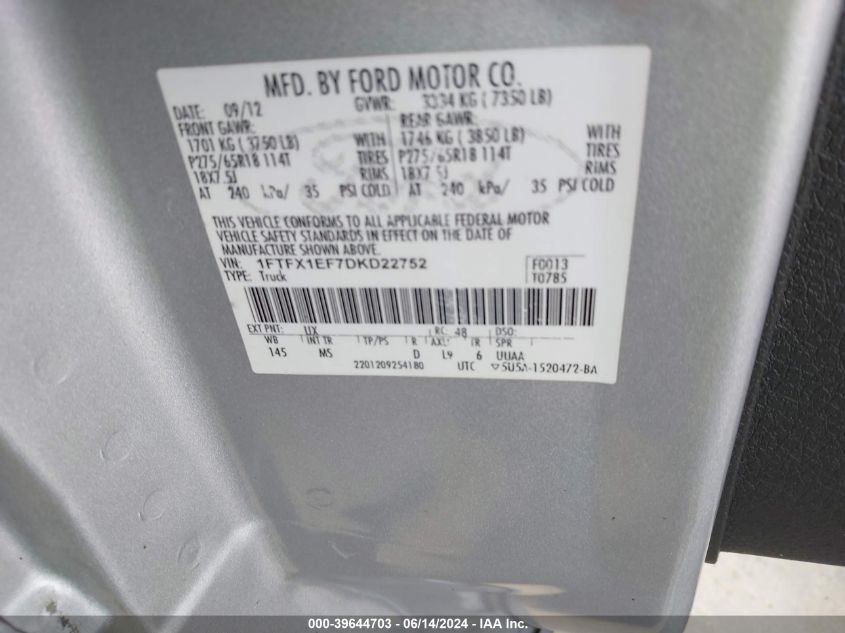 MFD. BY FORD MOTOR CO.
DATE: 09/12 GVWR: 3334 KG ( 7350 LB)
FRONT GAWR: REAR GAWR:
1701 KG ( 3750 LB) WITH 1746 KG ( 3850 LB) WITH
P275/65R18 114T TIRES P275/65R18 114T TIRES
18X7.5J RIMS 18X7.5J RIMS
AT 240 kPa/ 35 PSI COLD AT 240 kPa/ 35 PSI COLD
THIS VEHICLE CONFORMS TO ALL APPLICABLE FEDERAL MOTOR
VEHICLE SAFETY STANDARDS IN EFFECT ON THE DATE OF
MANUFACTURE SHOWN ABOVE.
VIN: 1FTFX1EF7DKD22752 F0013
TYPE: Truck T0785
EXT PNT: UX RC: 48 DSO:
WB INT TR TP/PS R AXLE TR SPR
145 MS D L9 6 UUAA
2201209254180 UTC ▽5U5A-1520472-BA
000-39644703 - 06/14/2024 - IAA Inc.